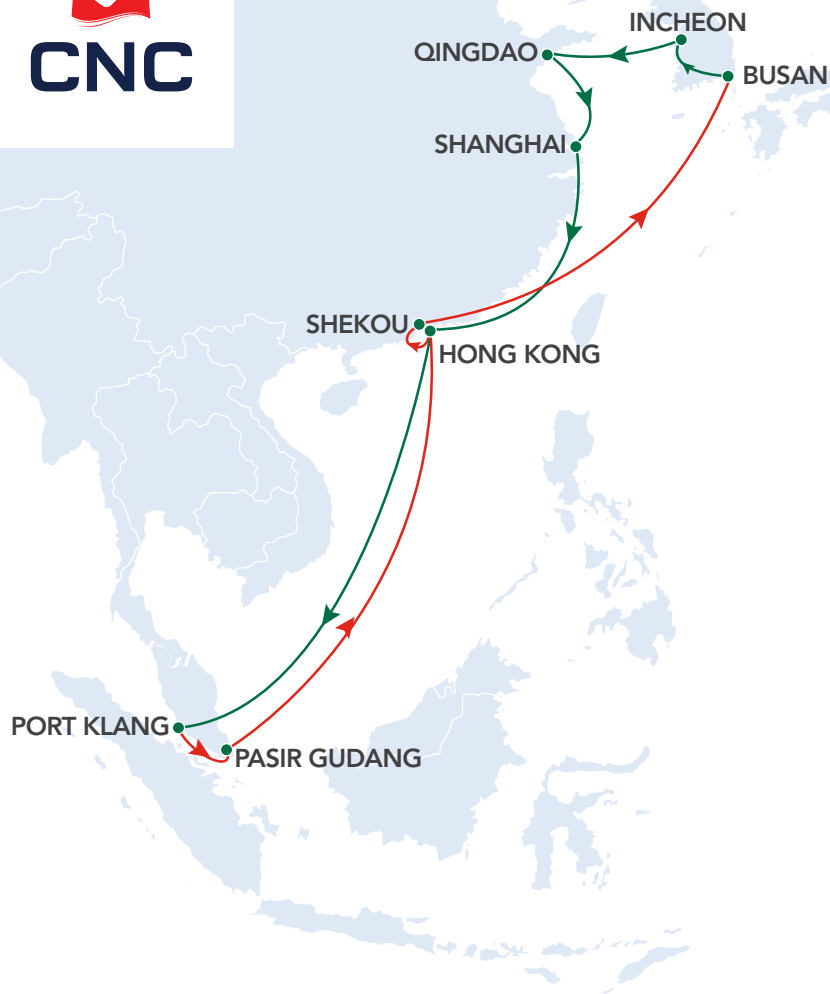 INCHEON
QINGDAO
BUSAN
CNC
SHANGHAI
SHEKOU
HONG KONG
PORT KLANG
PASIR GUDANG